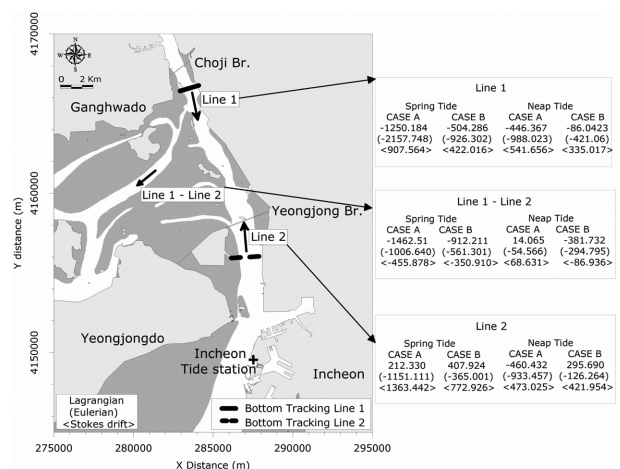 4170000
N
W
E
S
0 2 Km
Choji Br.
Ganghwado
Line 1
4160000
Line 1 - Line 2
Yeongjong Br.
Line 2
Y distance (m)
Yeongjongdo
4150000
Incheon
Tide station
Incheon
Lagrangian
(Eulerian)
<Stokes drift>
Bottom Tracking Line 1
Bottom Tracking Line 2
275000 280000 285000 290000 295000
X Distance (m)
Line 1
Spring Tide Neap Tide
CASE A CASE B CASE A CASE B
-1250.184 -504.286 -446.367 -86.0423
(-2157.748) (-926.302) (-988.023) (-421.06)
<907.564> <422.016> <541.656> <335.017>
Line 1 - Line 2
Spring Tide Neap Tide
CASE A CASE B CASE A CASE B
-1462.51 -912.211 14.065 -381.732
(-1006.640) (-561.301) (-54.566) (-294.795)
<-455.878> <-350.910> <68.631> <-86.936>
Line 2
Spring Tide Neap Tide
CASE A CASE B CASE A CASE B
212.330 407.924 -460.432 295.690
(-1151.111) (-365.001) (-933.457) (-126.264)
<1363.442> <772.926> <473.025> <421.954>